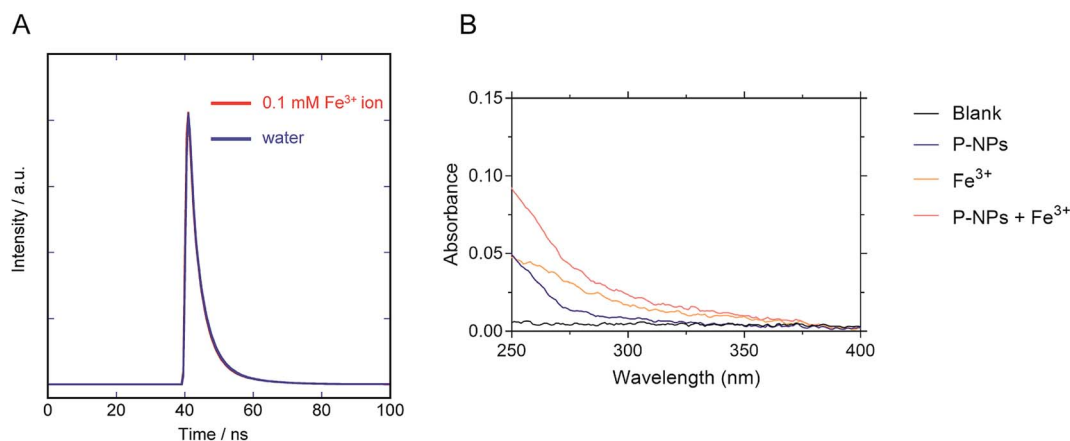 A
Intensity / a.u.
0.1 mM Fe³⁺ ion
water
0
20
40
60
80
100
Time / ns
B
Absorbance
0.15
0.10
0.05
0.00
250
300
350
400
Wavelength (nm)
Blank
P-NPs
Fe³⁺
P-NPs + Fe³⁺